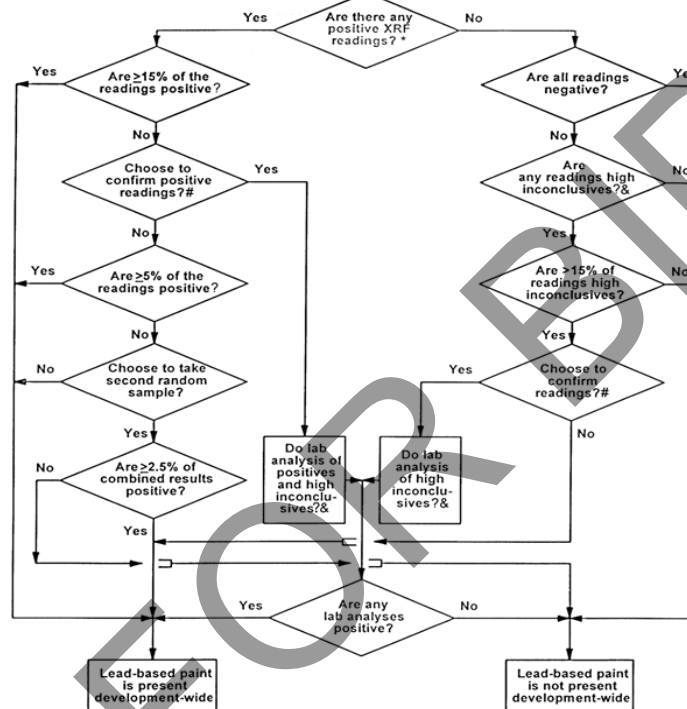 Are there any
positive XRF
readings? *
Yes
No
Are ≥15% of the
readings positive?
Yes
No
Are all readings
negative?
Yes
No
Choose to
confirm positive
readings?#
Yes
No
Are
any readings high
inconclusives?&
No
Yes
Are ≥5% of the
readings positive?
Yes
No
Are >15% of
readings high
inconclusives?
No
Yes
Choose to take
second random
sample?
No
Yes
Choose to
confirm
readings?#
Yes
No
Are ≥2.5% of
combined results
positive?
No
Yes
Do lab
analysis of
positives
and high
inconclu-
sives?&
Do lab
analysis
of high
inconclu-
sives?&
Are any
lab analyses
positive?
Yes
No
Lead-based paint
is present
development-wide
Lead-based paint
is not present
development-wide
FOR BI